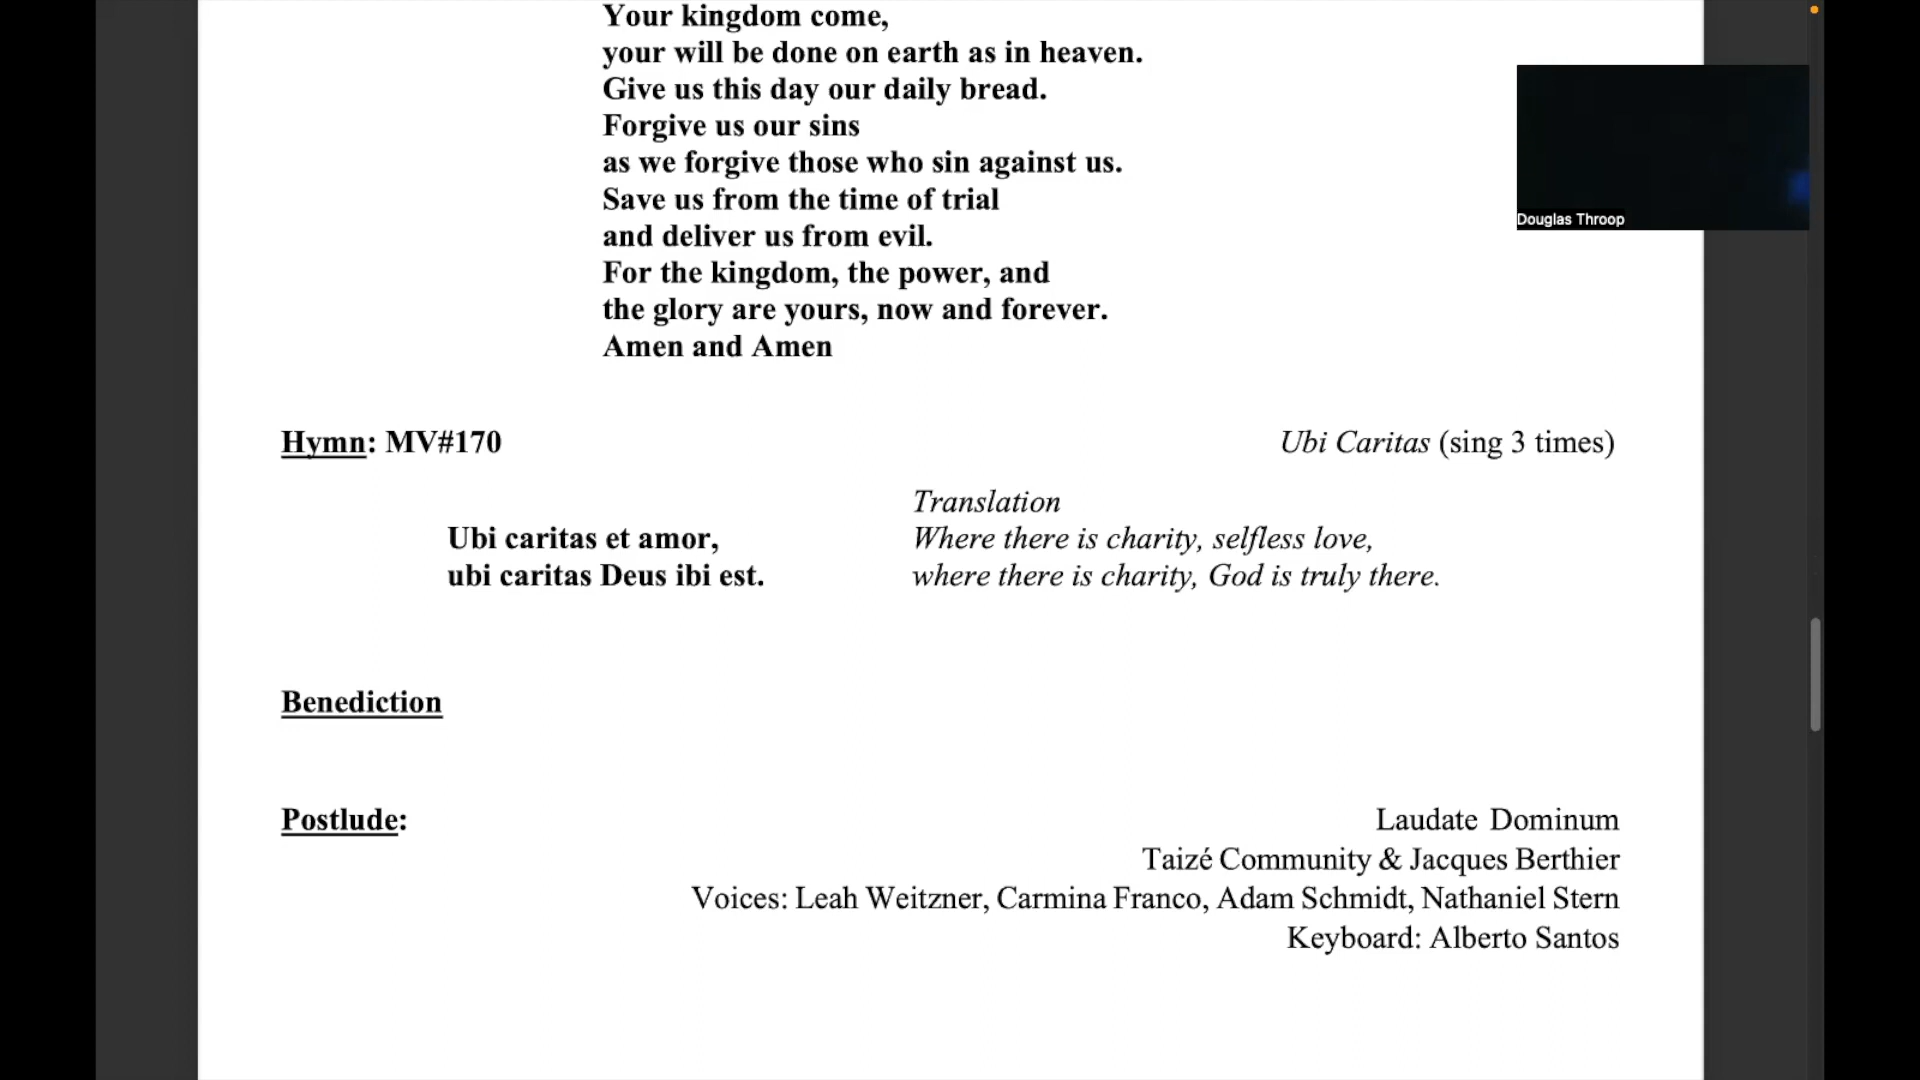 Your kingdom come,
your will be done on earth as in heaven.
Give us this day our daily bread.
Forgive us our sins
as we forgive those who sin against us.
Save us from the time of trial
and deliver us from evil.
For the kingdom, the power, and
the glory are yours, now and forever.
Amen and Amen
Douglas Throop
Hymn: MV#170 Ubi Caritas (sing 3 times)
Translation
Ubi caritas et amor, Where there is charity, selfless love,
ubi caritas Deus ibi est. where there is charity, God is truly there.
Benediction
Postlude: Laudate Dominum
Taizé Community & Jacques Berthier
Voices: Leah Weitzner, Carmina Franco, Adam Schmidt, Nathaniel Stern
Keyboard: Alberto Santos